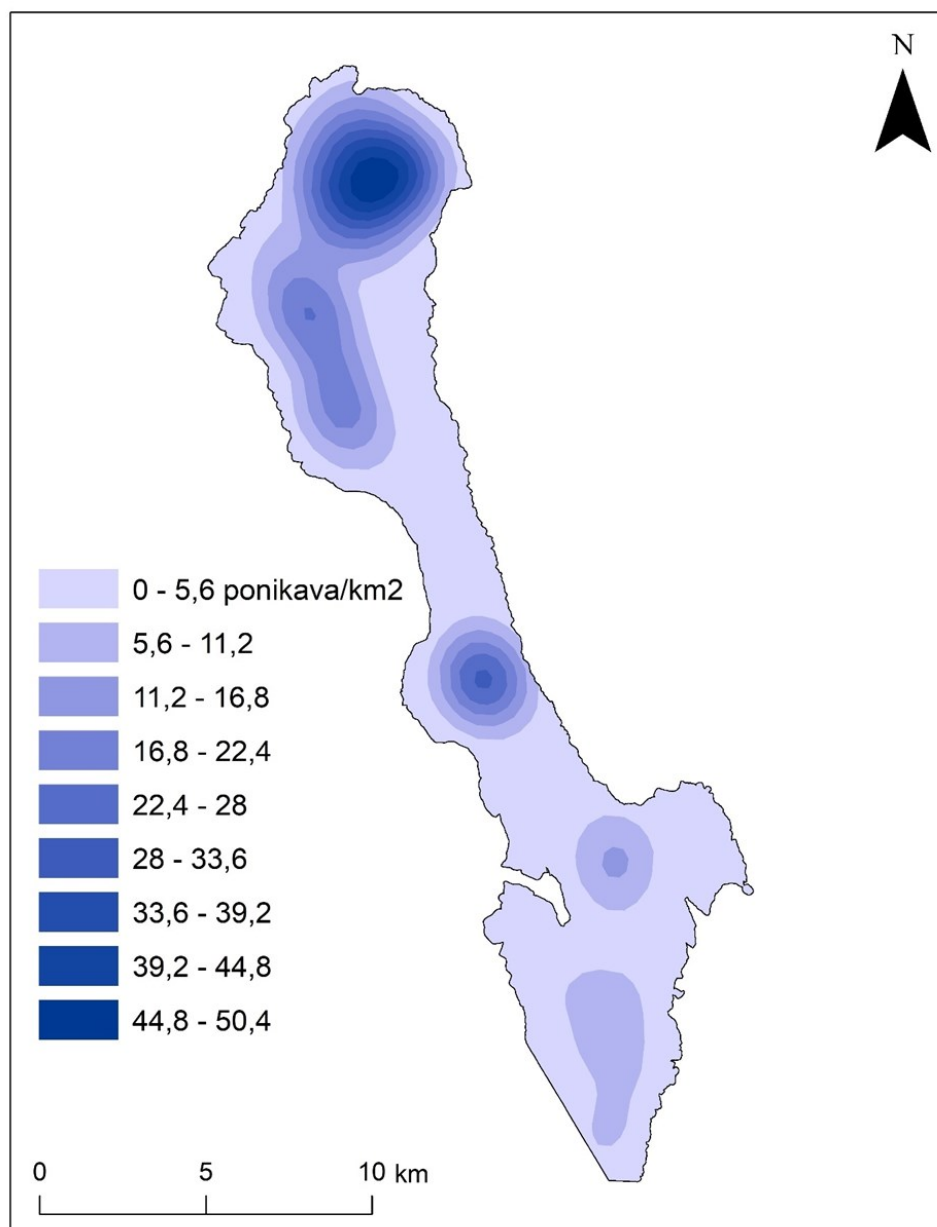 N
0 - 5,6 ponikava/km2
5,6 - 11,2
11,2 - 16,8
16,8 - 22,4
22,4 - 28
28 - 33,6
33,6 - 39,2
39,2 - 44,8
44,8 - 50,4
0 5 10 km